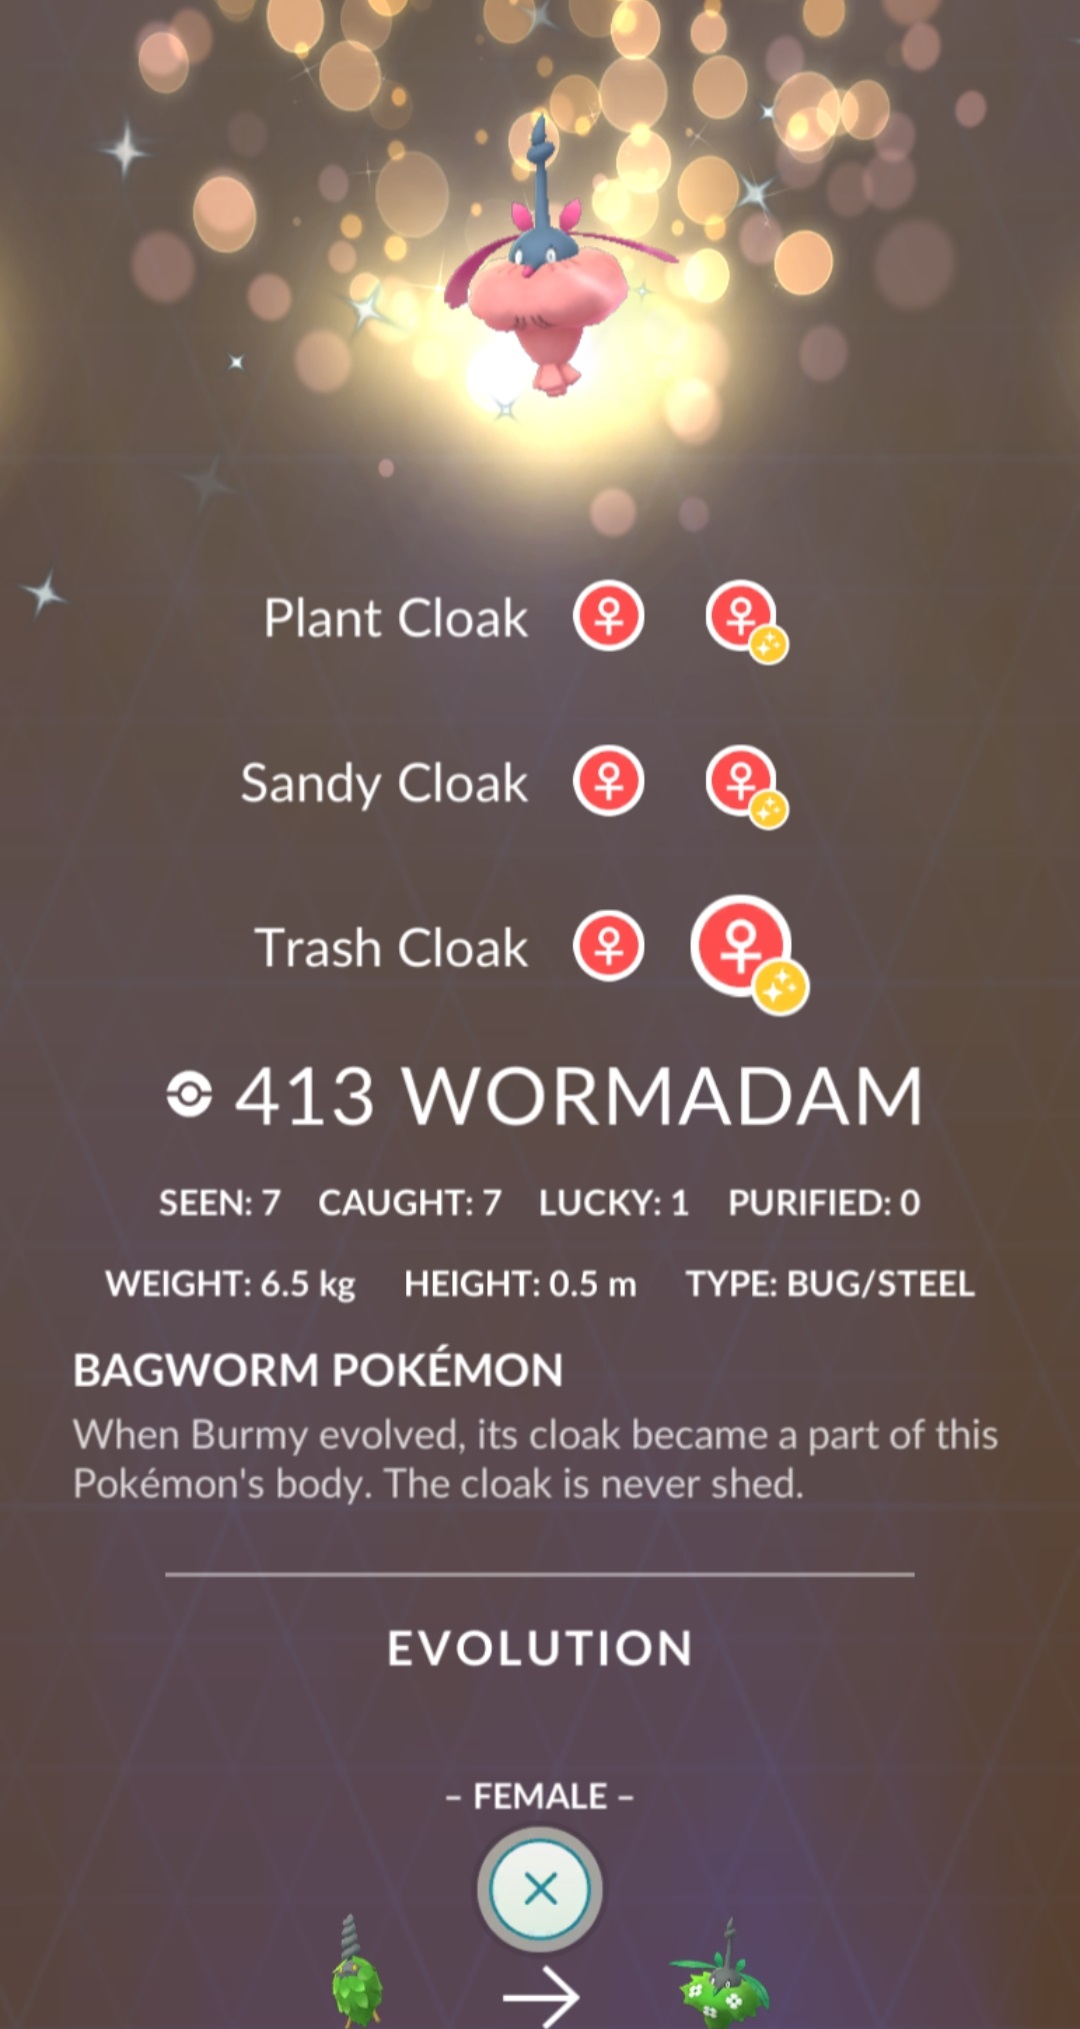 Plant Cloak
Sandy Cloak
Trash Cloak
413 WORMADAM
SEEN: 7 CAUGHT: 7 LUCKY: 1 PURIFIED: 0
WEIGHT: 6.5 kg HEIGHT: 0.5 m TYPE: BUG/STEEL
BAGWORM POKÉMON
When Burmy evolved, its cloak became a part of this
Pokémon's body. The cloak is never shed.
EVOLUTION
– FEMALE –